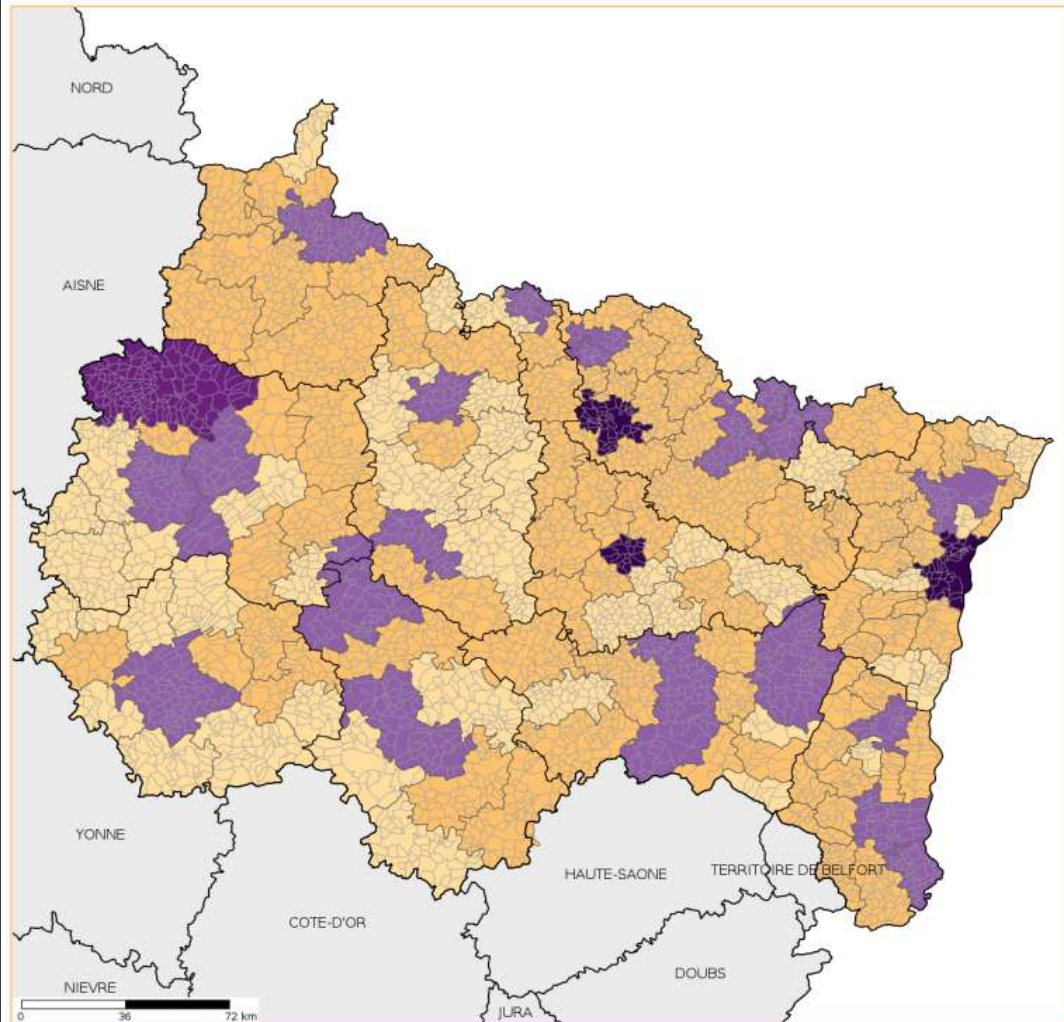 NORD
AISNE
YONNE
HAUTE-SAONE
TERRITOIRE DE BELFORT
COTE-D'OR
DOUBS
NIEVRE
JURA
0 36 72 km